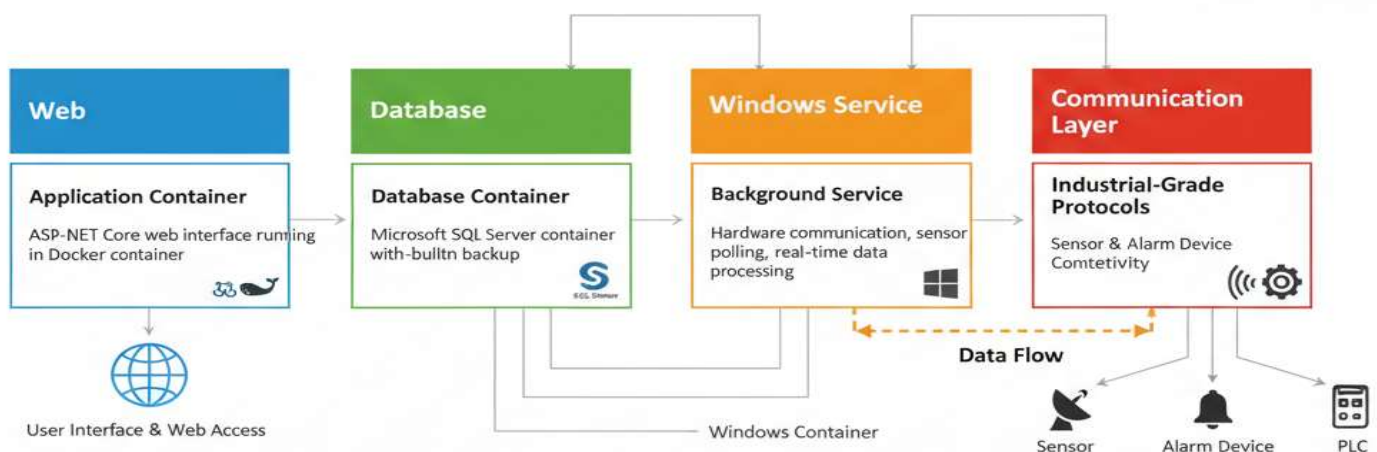 Web
Database
Windows Service
Communication
Layer
Application Container
ASP-NET Core web interface running
in Docker container
Database Container
Microsoft SQL Server container
with-bulltn backup
Background Service
Hardware communication, sensor
polling, real-time data
processing
Industrial-Grade
Protocols
Sensor & Alarm Device
Comtetivity
Data Flow
User Interface & Web Access
Windows Container
Sensor
Alarm Device
PLC